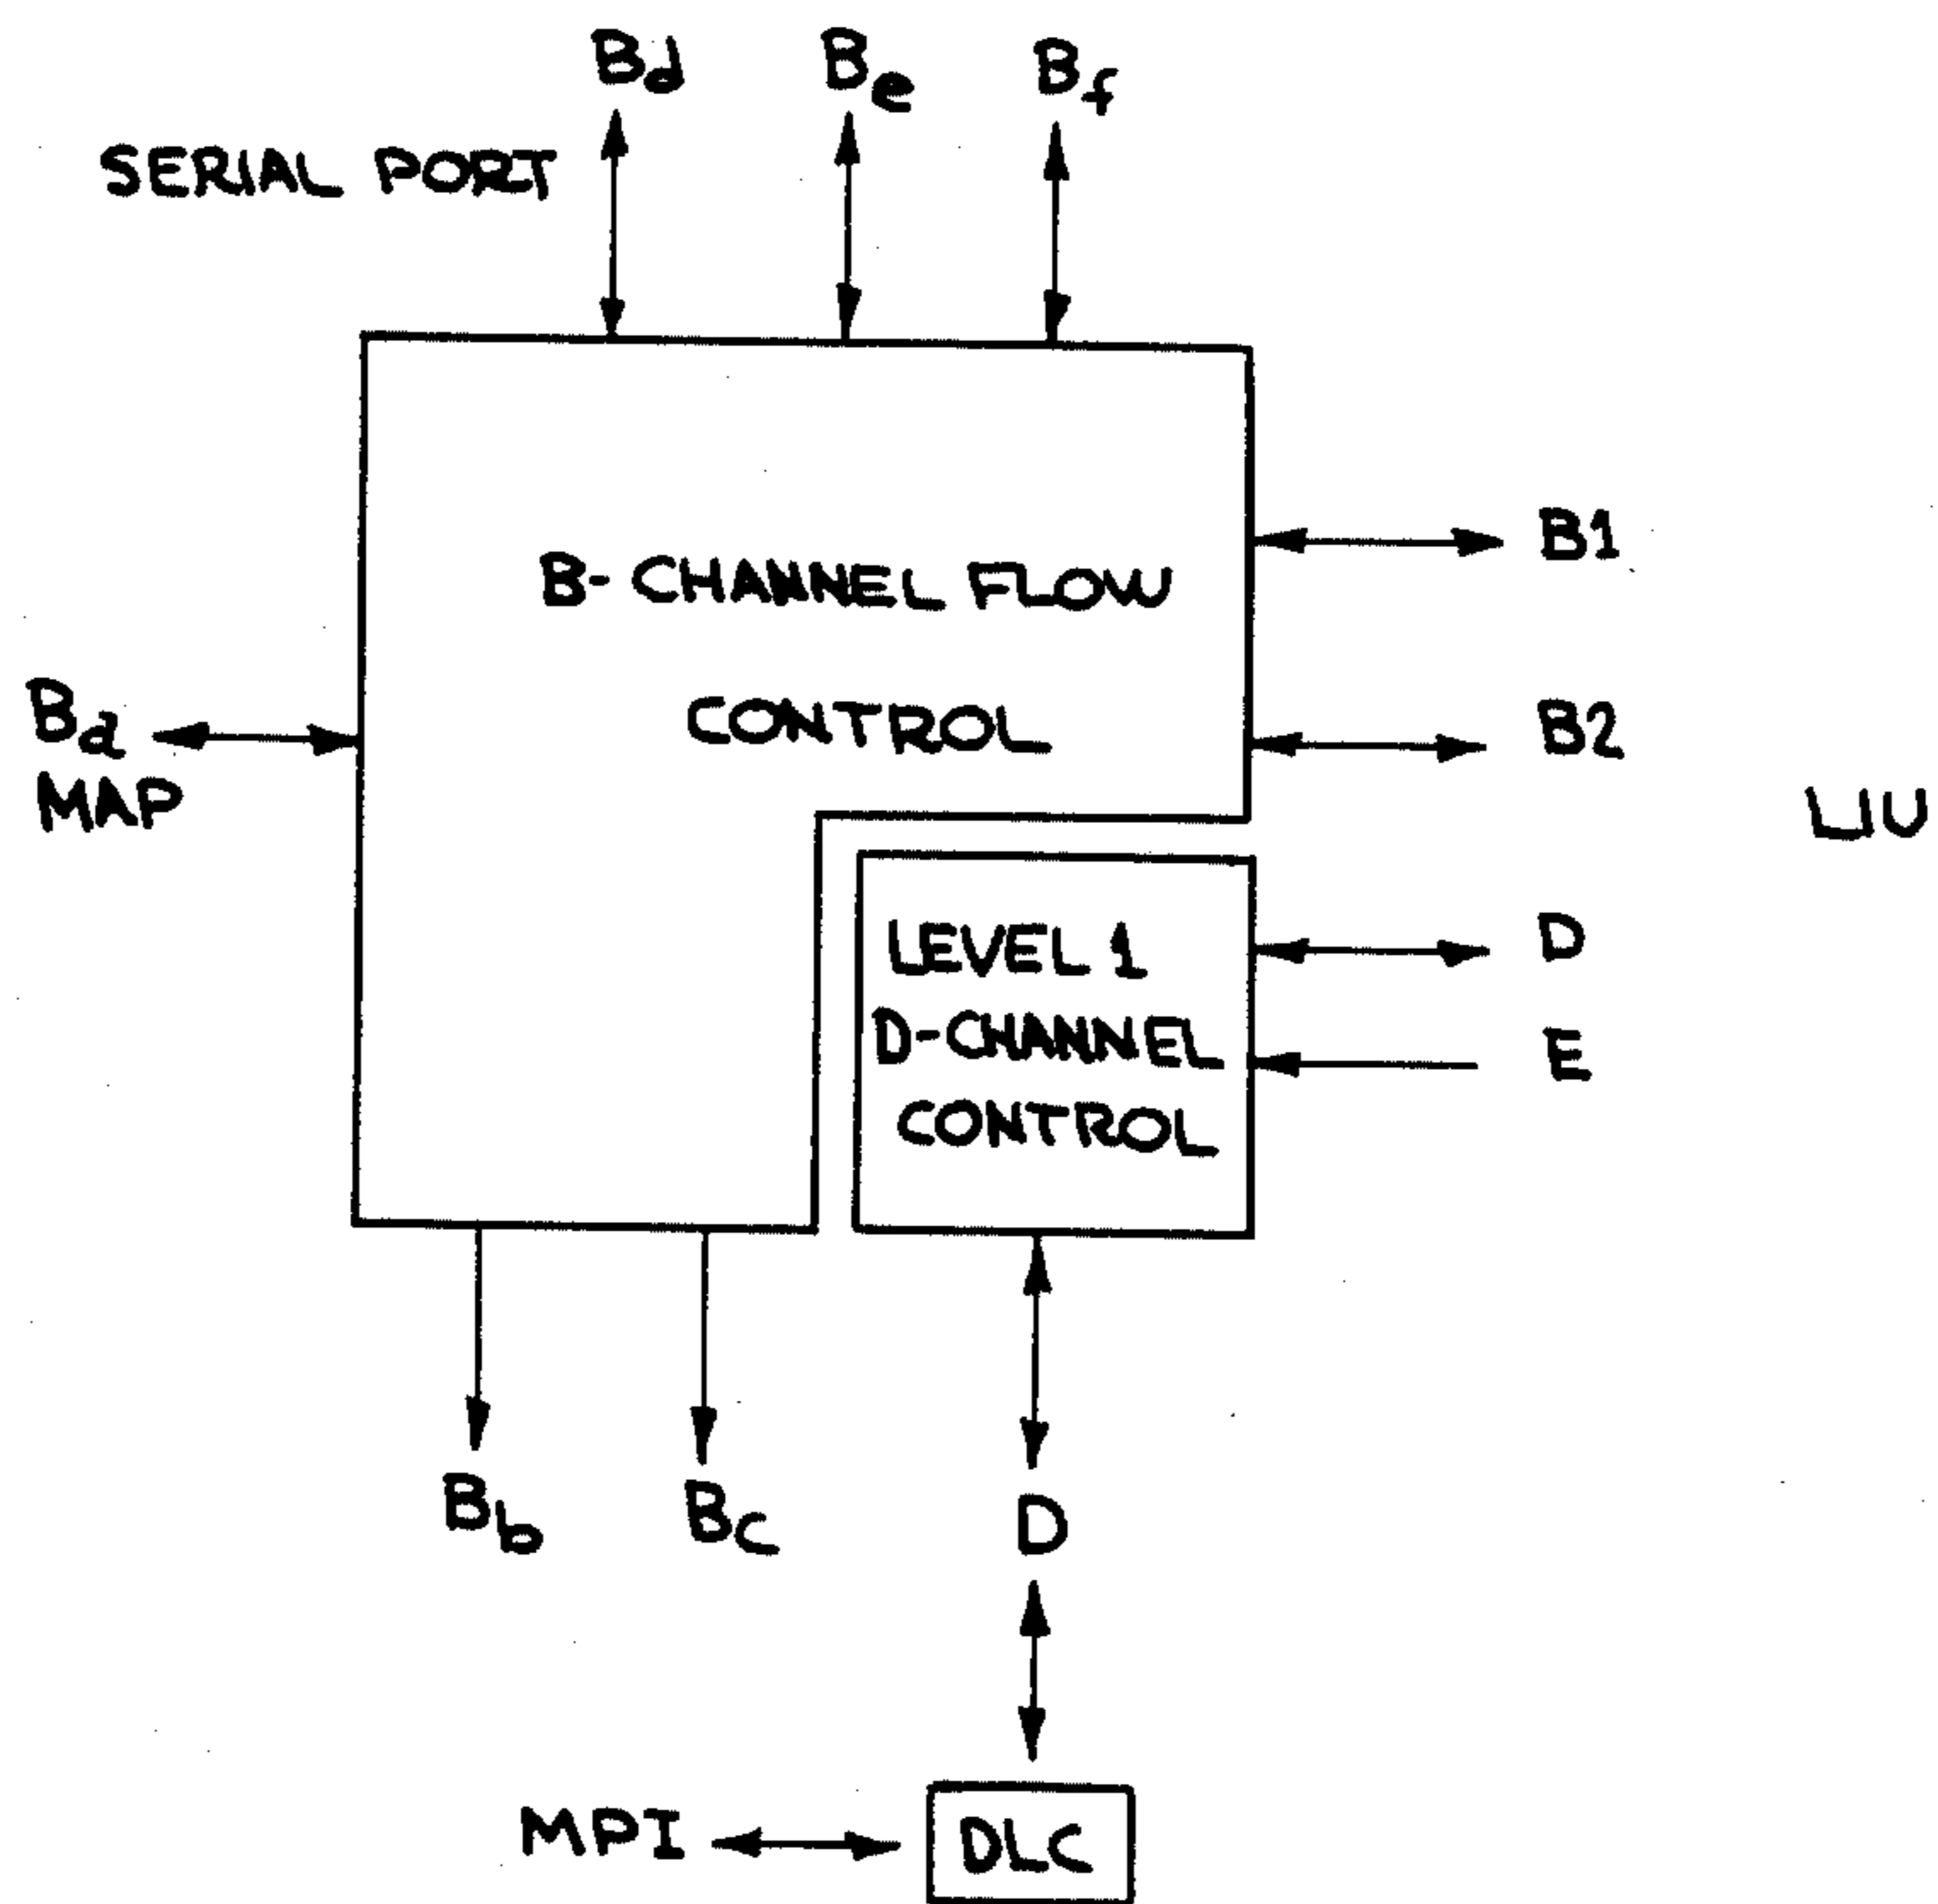 Bd Be Bf
SERIAL PORT
B-CHANNEL FLOW
CONTROL
B1
B2
Ba
MAP
LIU
LEVEL 1
D-CHANNEL
CONTROL
D
E
Bb Bc D
MPI
DLC